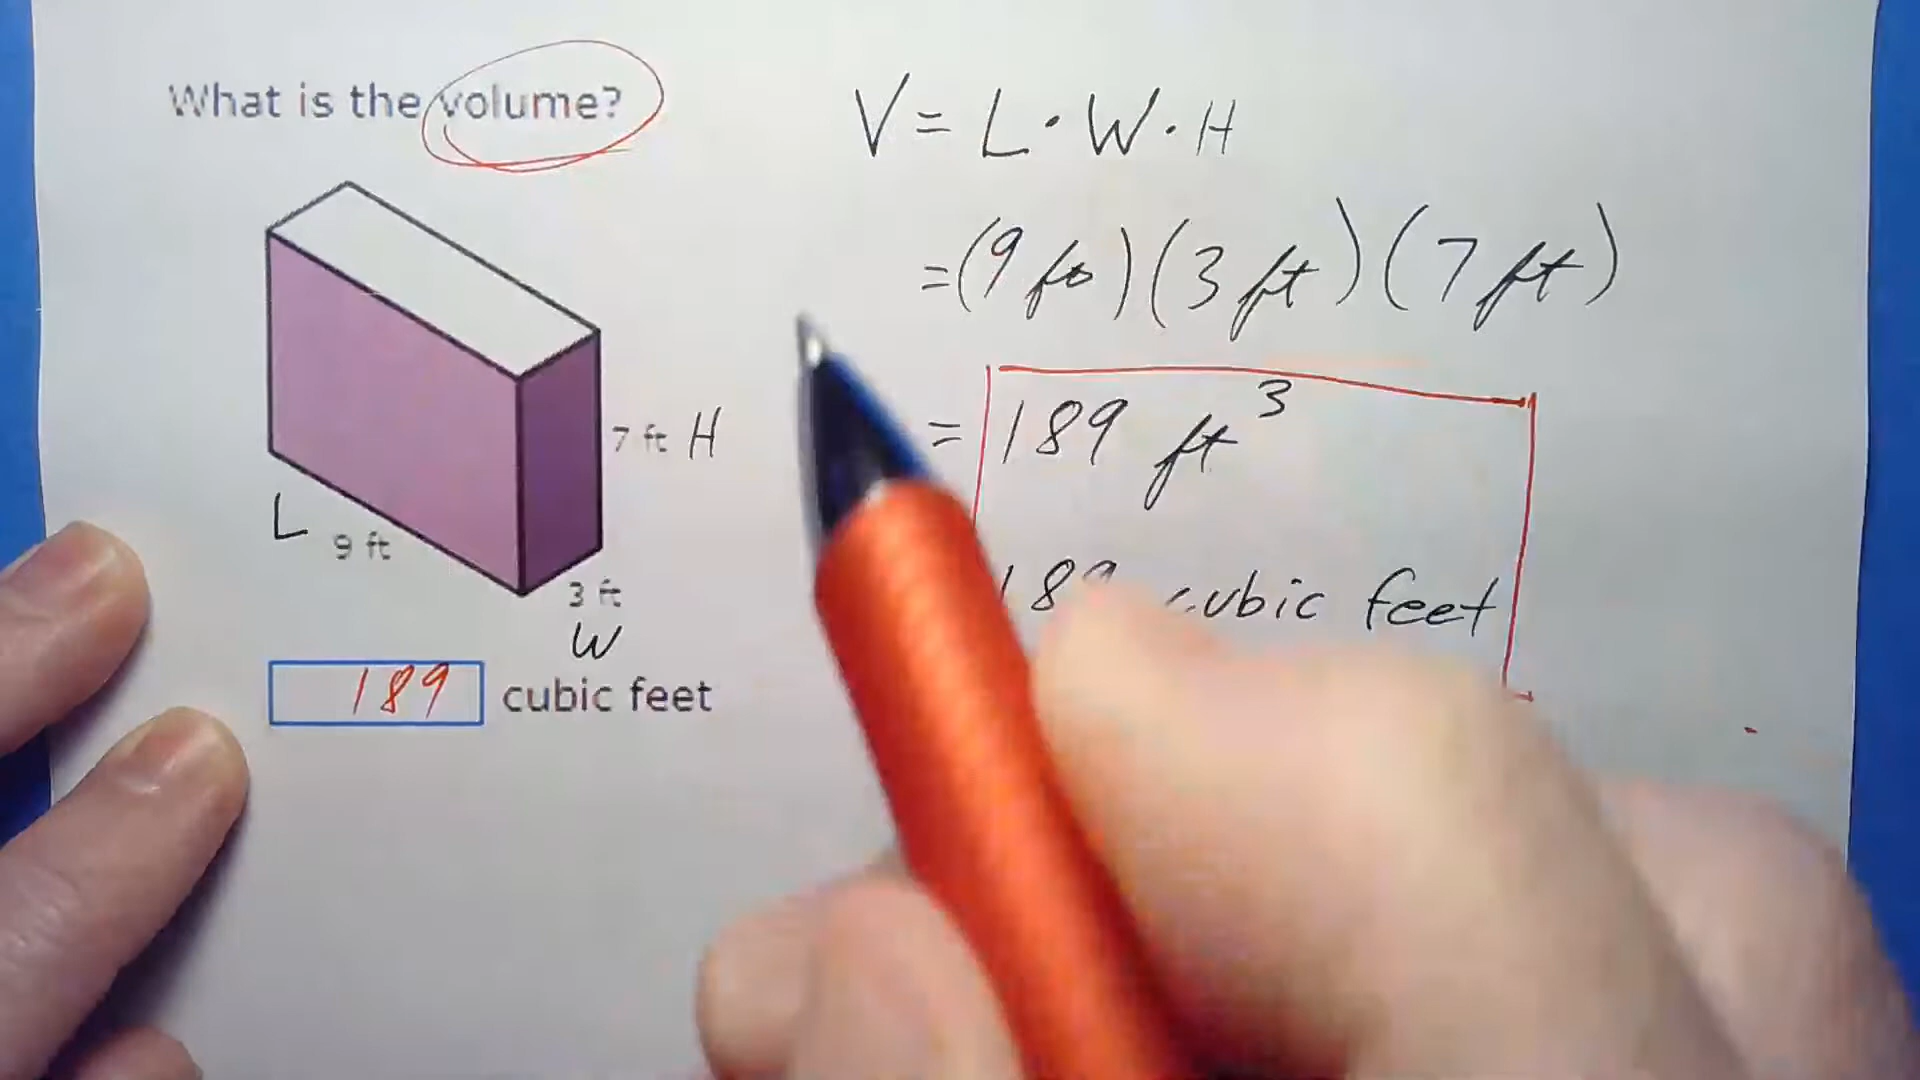 What is the volume?
7 ft H
L
9 ft
3 ft
W
189 cubic feet
V = L · W · H
= (9 ft)(3 ft)(7 ft)
= 189 ft³
189 cubic feet